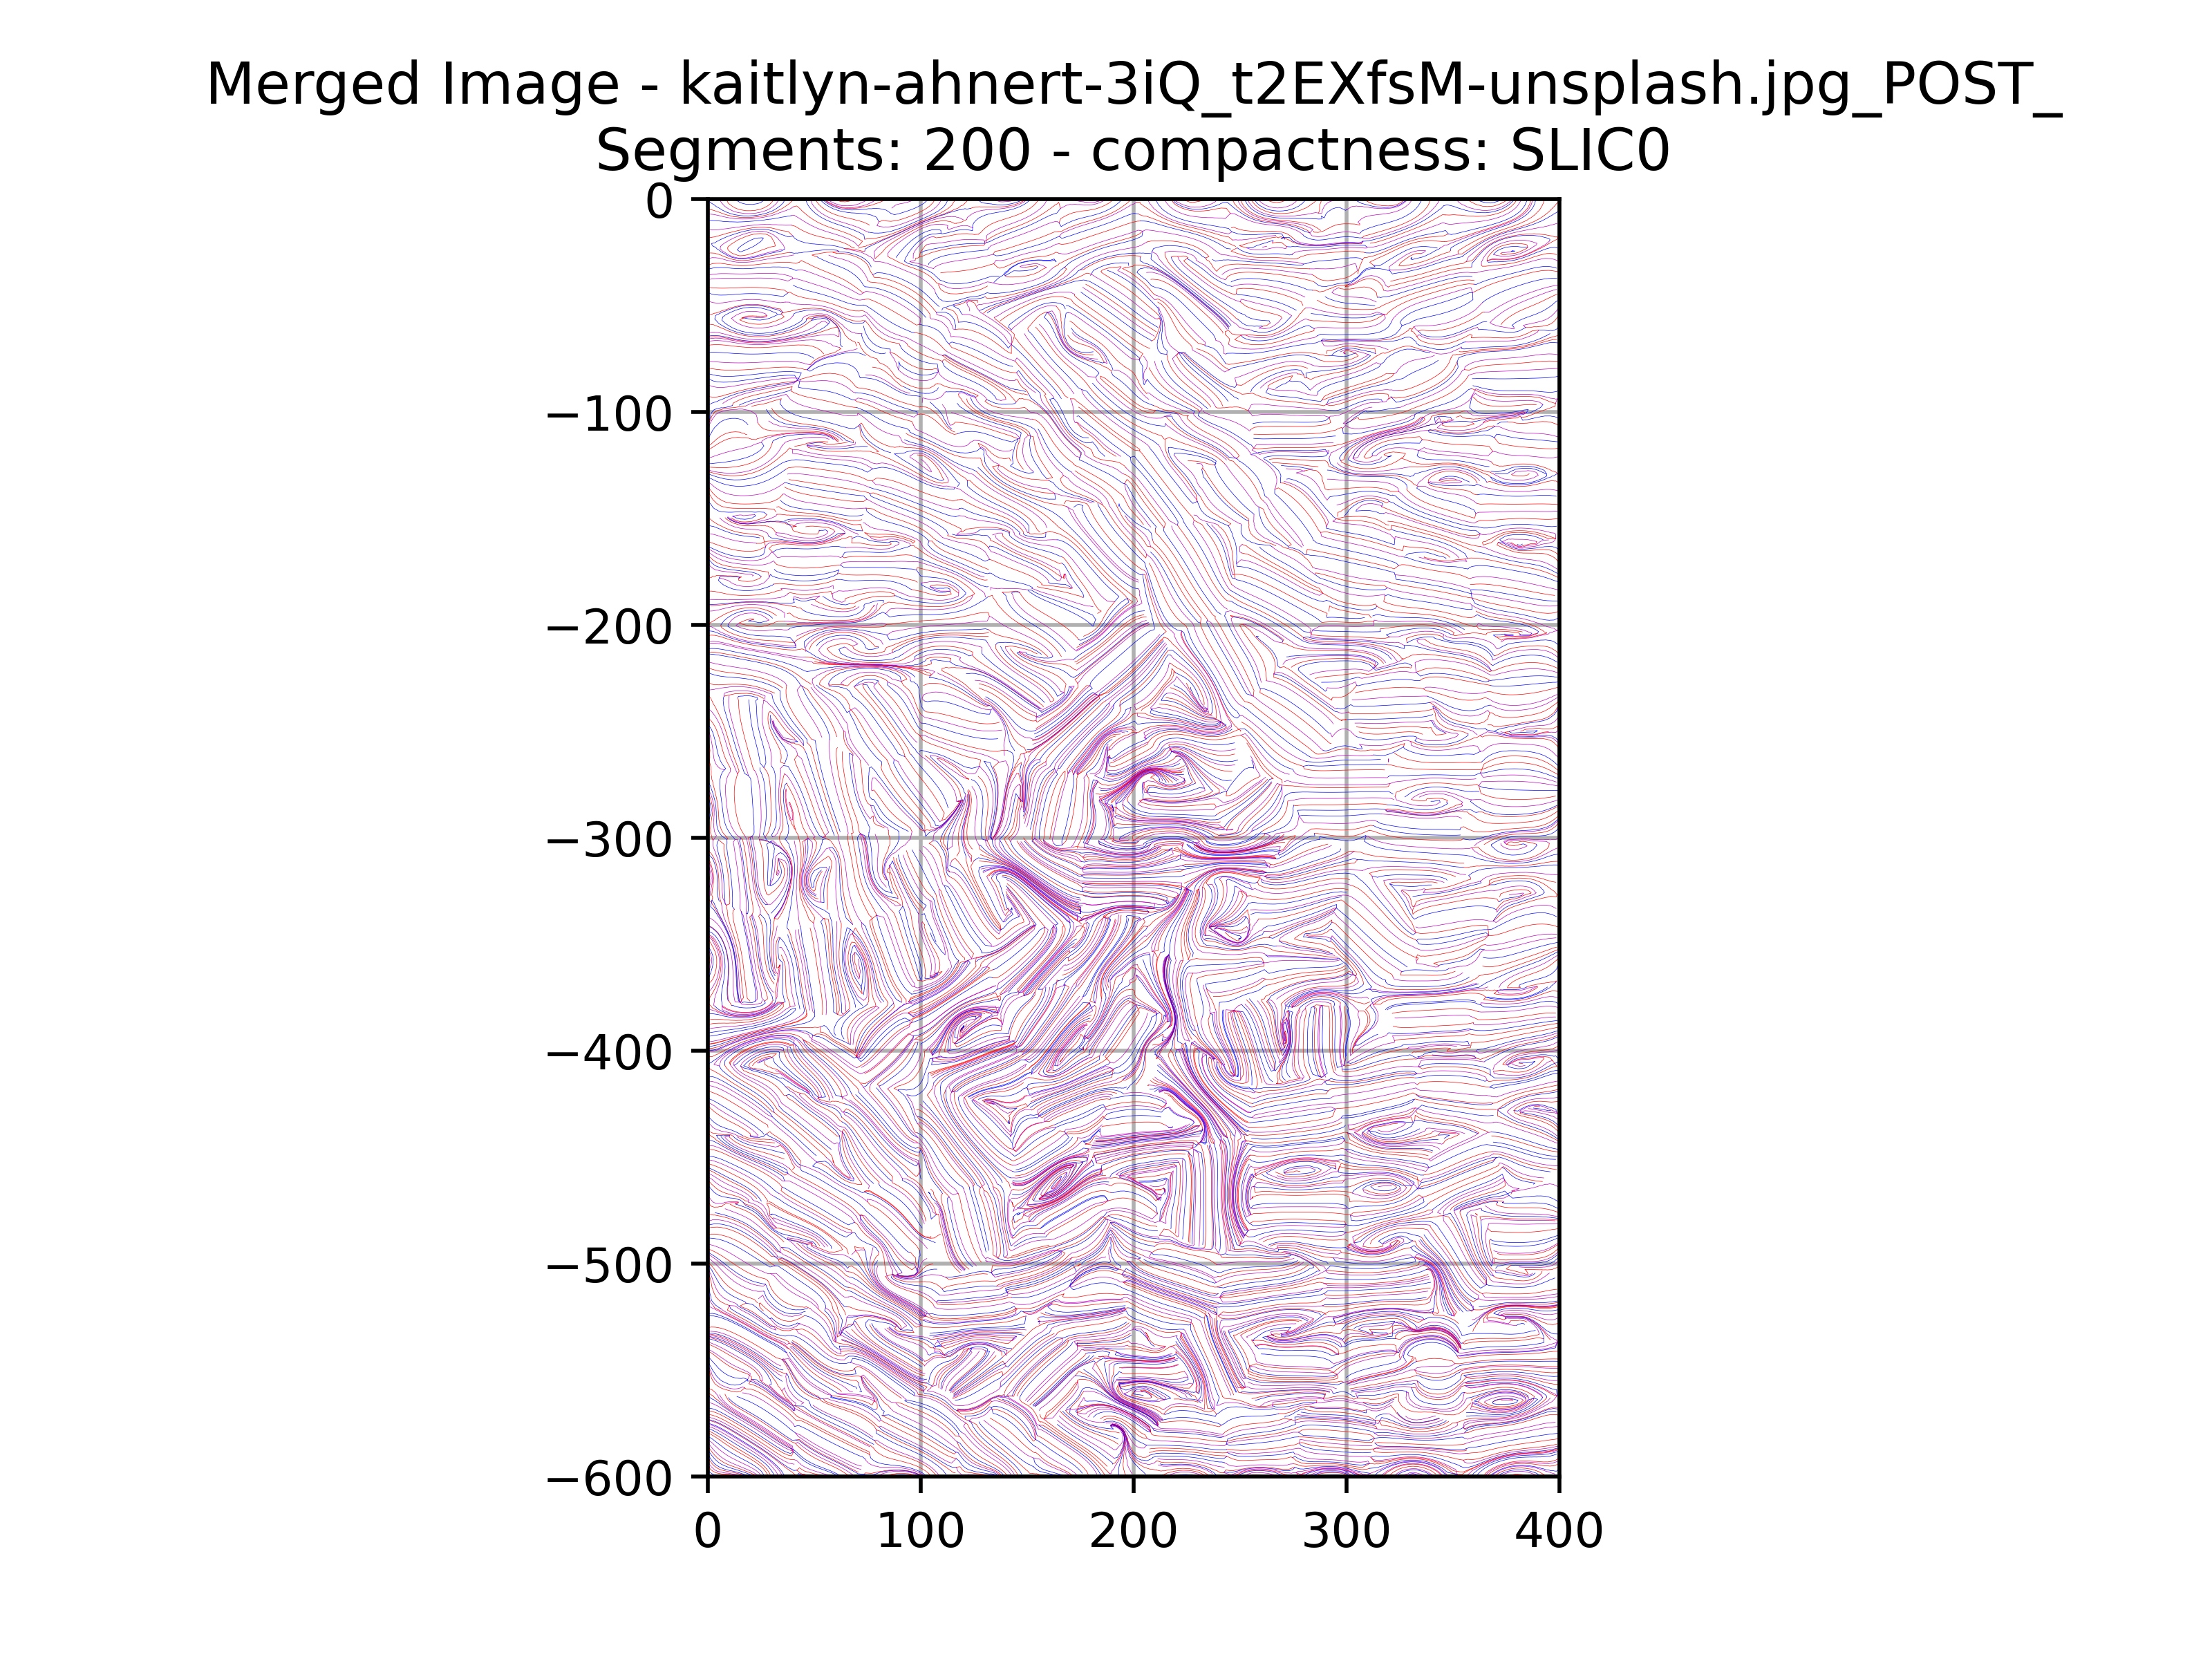 Merged Image - kaitlyn-ahnert-3iQ_t2EXfsM-unsplash.jpg_POST_
Segments: 200 - compactness: SLIC0
0
−100
−200
−300
−400
−500
−600
0 100 200 300 400